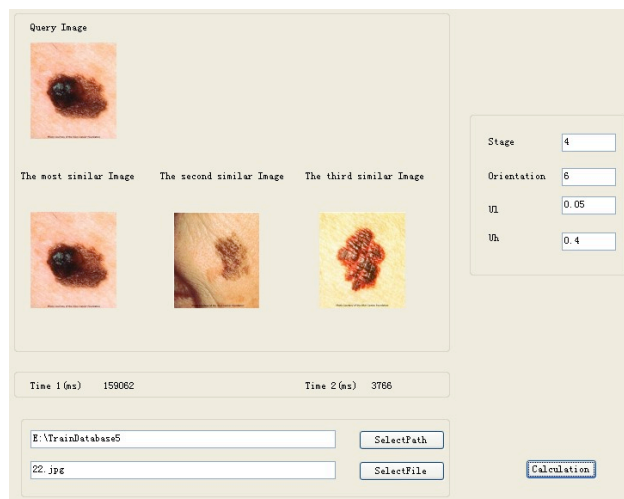 Query Image
The most similar Image
The second similar Image
The third similar Image
Stage 4
Orientation 6
Ul 0.05
Uh 0.4
Time 1(ms) 159062
Time 2(ms) 3766
E:\TrainDatabase5
SelectPath
22.jpg
SelectFile
Calculation